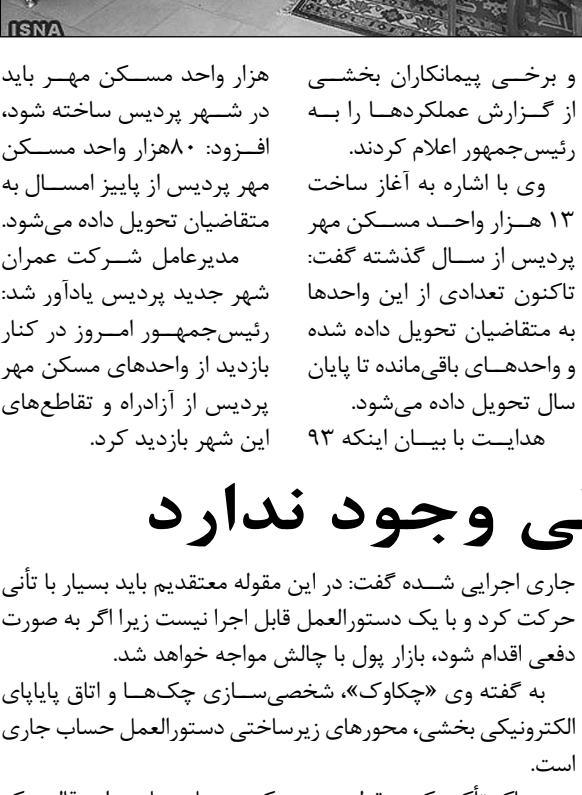 ISNA
و برخی پیمانکاران بخشی
از گزارش عملکردها را به
رئیس‌جمهور اعلام کردند.
وی با اشاره به آغاز ساخت
۱۳ هزار واحد مسکن مهر
پردیس از سال گذشته گفت:
تاکنون تعدادی از این واحدها
به متقاضیان تحویل داده شده
و واحدهای باقی‌مانده تا پایان
سال تحویل داده می‌شود.
هدایت با بیان اینکه ۹۳
هزار واحد مسکن مهر باید
در شهر پردیس ساخته شود،
افزود: ۸۰هزار واحد مسکن
مهر پردیس از پاییز امسال به
متقاضیان تحویل داده می‌شود.
مدیرعامل شرکت عمران
شهر جدید پردیس یادآور شد:
رئیس‌جمهور امروز در کنار
بازدید از واحدهای مسکن مهر
پردیس از آزادراه و تقاطع‌های
این شهر بازدید کرد.
وجود ندارد
جاری اجرایی شده گفت: در این مقوله معتقدیم باید بسیار با تأنی
حرکت کرد و با یک دستورالعمل قابل اجرا نیست زیرا اگر به صورت
دفعی اقدام شود، بازار پول با چالش مواجه خواهد شد.
به گفته وی «چکاوک»، شخصی‌سازی چک‌ها و اتاق پایاپای
الکترونیکی بخشی، محورهای زیرساختی دستورالعمل حساب جاری
است.